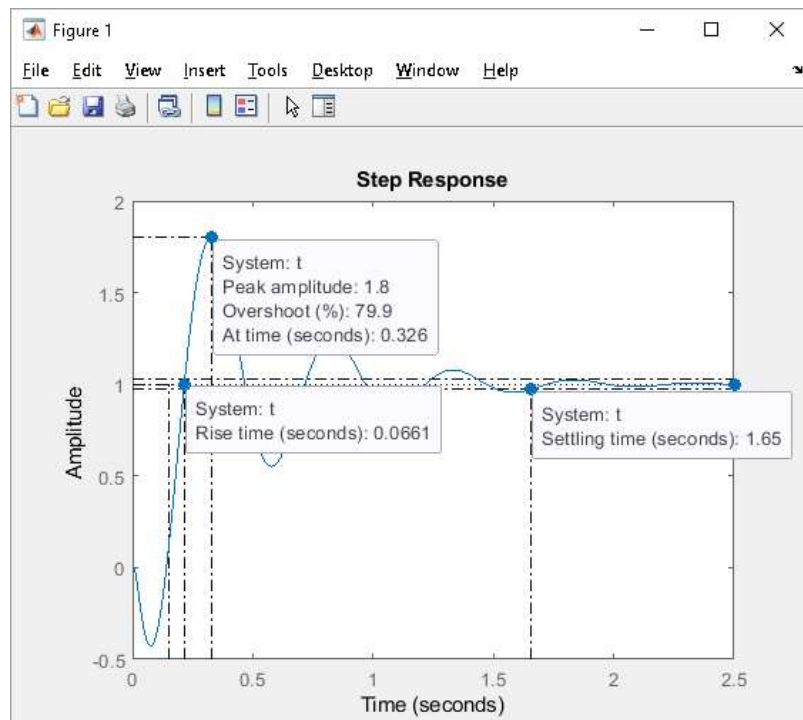 Figure 1
File Edit View Insert Tools Desktop Window Help
Step Response
2
1.5
1
0.5
0
-0.5
Amplitude
System: t
Peak amplitude: 1.8
Overshoot (%): 79.9
At time (seconds): 0.326
System: t
Rise time (seconds): 0.0661
System: t
Settling time (seconds): 1.65
0 0.5 1 1.5 2 2.5
Time (seconds)